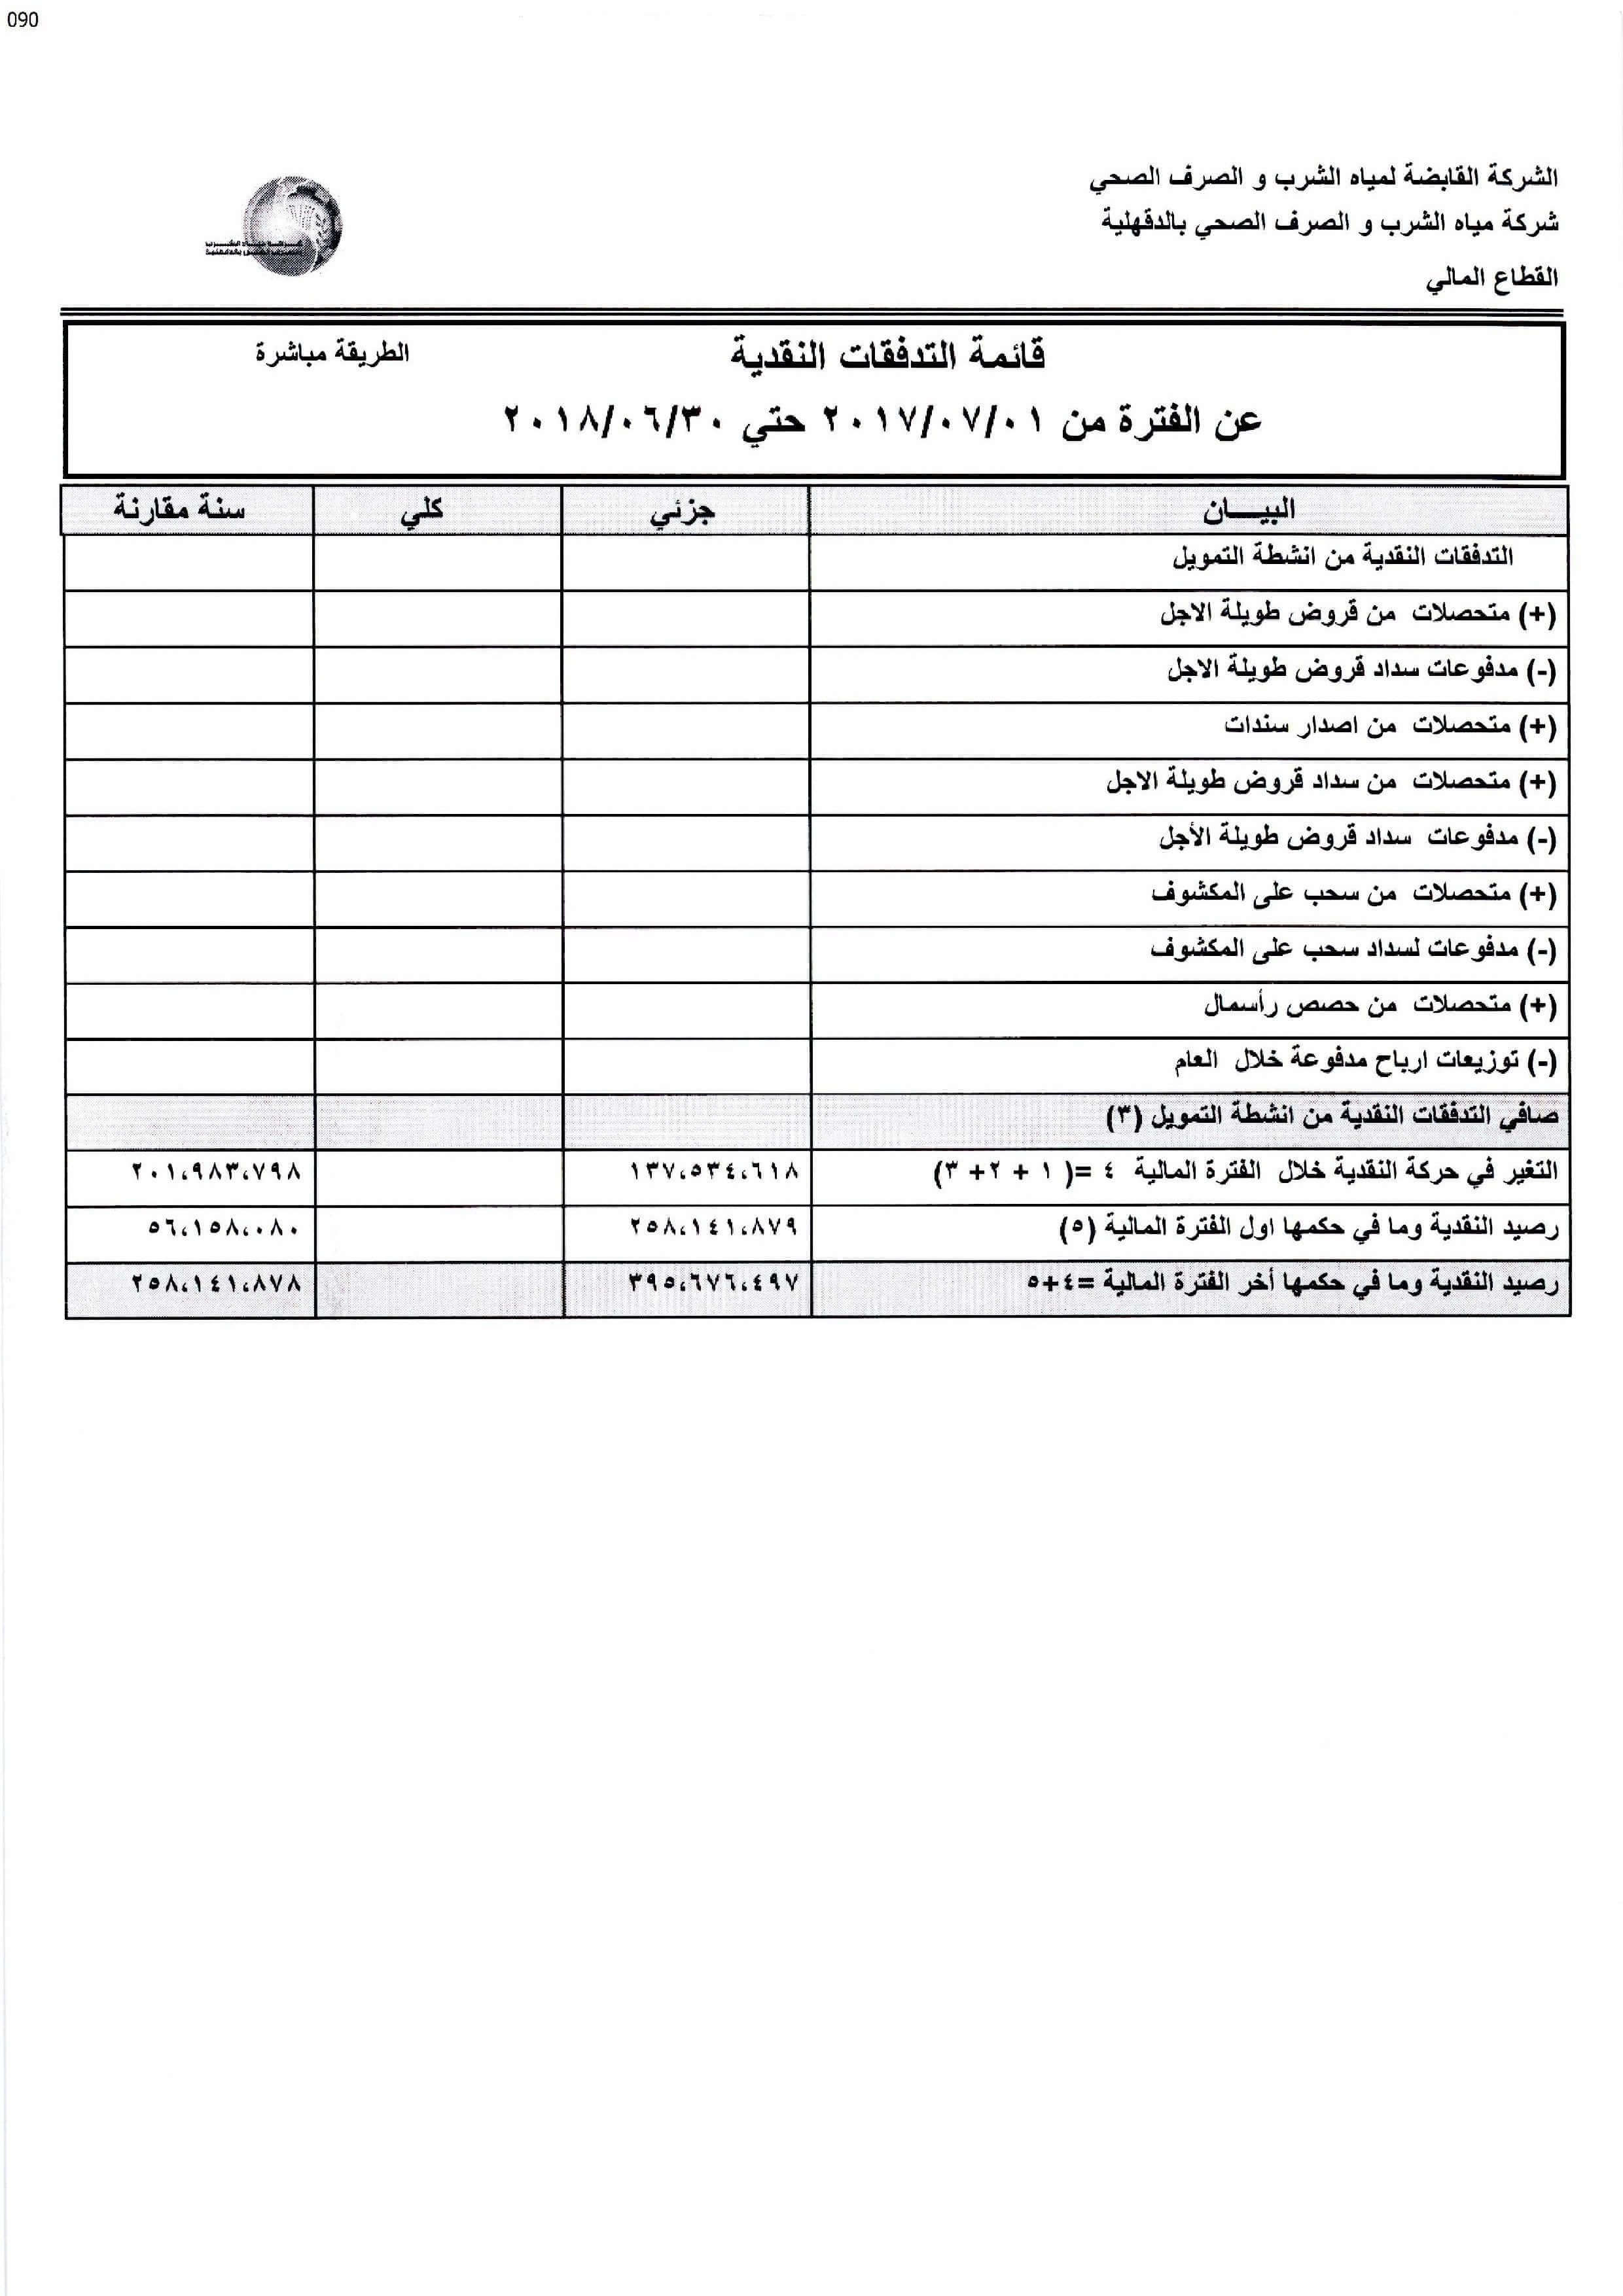 090
الشركة القابضة لمياه الشرب و الصرف الصحي
شركة مياه الشرب و الصرف الصحي بالدقهلية
القطاع المالي
قائمة التدفقات النقدية الطريقة مباشرة
عن الفترة من ٢٠١٧/٠٧/٠١ حتي ٢٠١٨/٠٦/٣٠
البيـــان جزئي كلي سنة مقارنة
التدفقات النقدية من انشطة التمويل
(+) متحصلات من قروض طويلة الاجل
(-) مدفوعات سداد قروض طويلة الاجل
(+) متحصلات من اصدار سندات
(+) متحصلات من سداد قروض طويلة الاجل
(-) مدفوعات سداد قروض طويلة الأجل
(+) متحصلات من سحب على المكشوف
(-) مدفوعات لسداد سحب على المكشوف
(+) متحصلات من حصص رأسمال
(-) توزيعات ارباح مدفوعة خلال العام
صافي التدفقات النقدية من انشطة التمويل (٣)
التغير في حركة النقدية خلال الفترة المالية ٤ =( ١ + ٢+ ٣) ١٣٧،٥٣٤،٦١٨ ٢٠١،٩٨٣،٧٩٨
رصيد النقدية وما في حكمها اول الفترة المالية (٥) ٢٥٨،١٤١،٨٧٩ ٥٦،١٥٨،٠٨٠
رصيد النقدية وما في حكمها أخر الفترة المالية =٤+٥ ٣٩٥،٦٧٦،٤٩٧ ٢٥٨،١٤١،٨٧٨